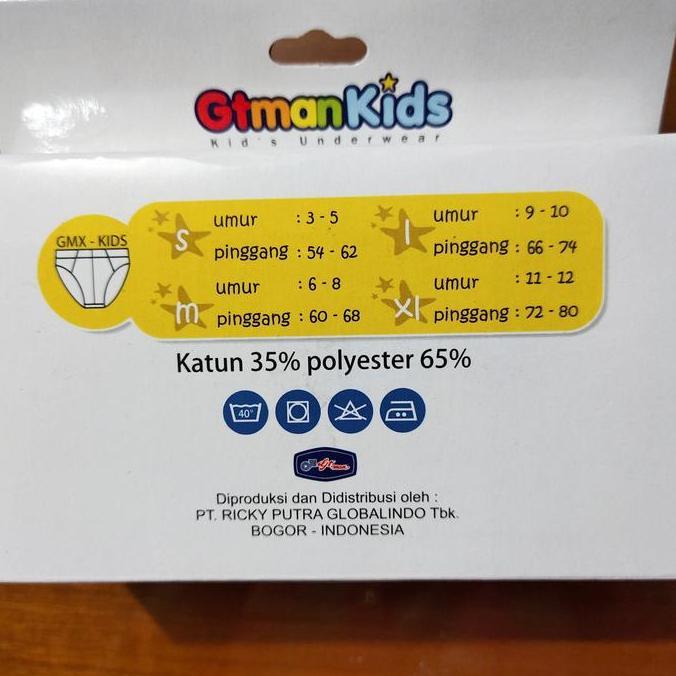 GtmanKids
Kid's Underwear
GMX - KIDS
s
umur : 3 - 5
pinggang : 54 - 62
m
umur : 6 - 8
pinggang : 60 - 68
l
umur : 9 - 10
pinggang : 66 - 74
xl
umur : 11 - 12
pinggang : 72 - 80
Katun 35% polyester 65%
40°
Gt man
Diproduksi dan Didistribusi oleh :
PT. RICKY PUTRA GLOBALINDO Tbk.
BOGOR - INDONESIA